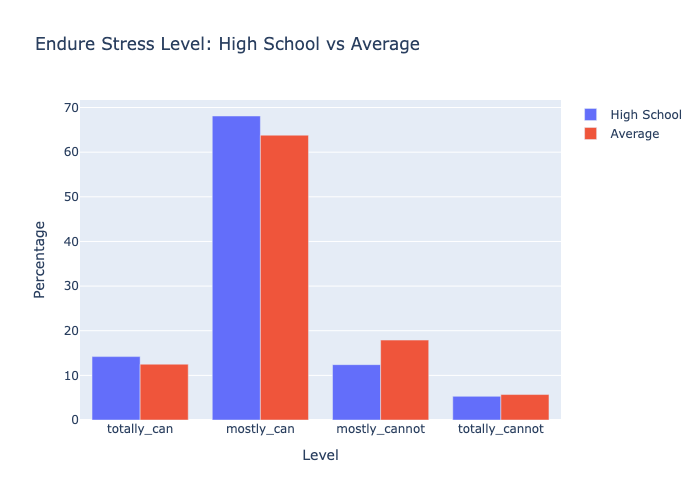 Endure Stress Level: High School vs Average
High School
Average
Percentage
70
60
50
40
30
20
10
0
totally_can
mostly_can
mostly_cannot
totally_cannot
Level